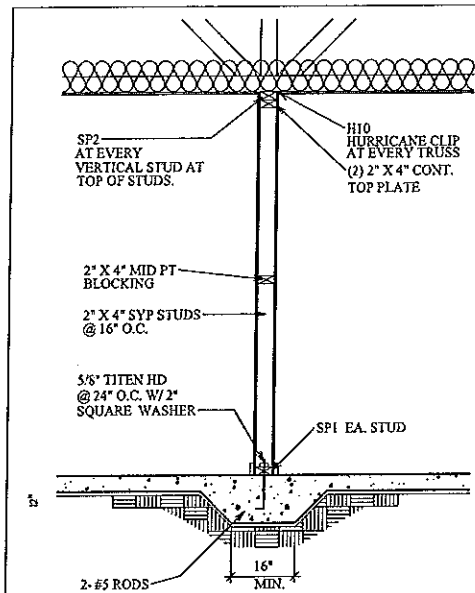 SP2
AT EVERY
VERTICAL STUD AT
TOP OF STUDS.
H10
HURRICANE CLIP
AT EVERY TRUSS
(2) 2" X 4" CONT.
TOP PLATE
2" X 4" MID PT
BLOCKING
2" X 4" SYP STUDS
@ 16" O.C.
5/8" TITEN HD
@ 24" O.C. W/ 2"
SQUARE WASHER
SP1 EA. STUD
12"
2- #5 RODS
16"
MIN.